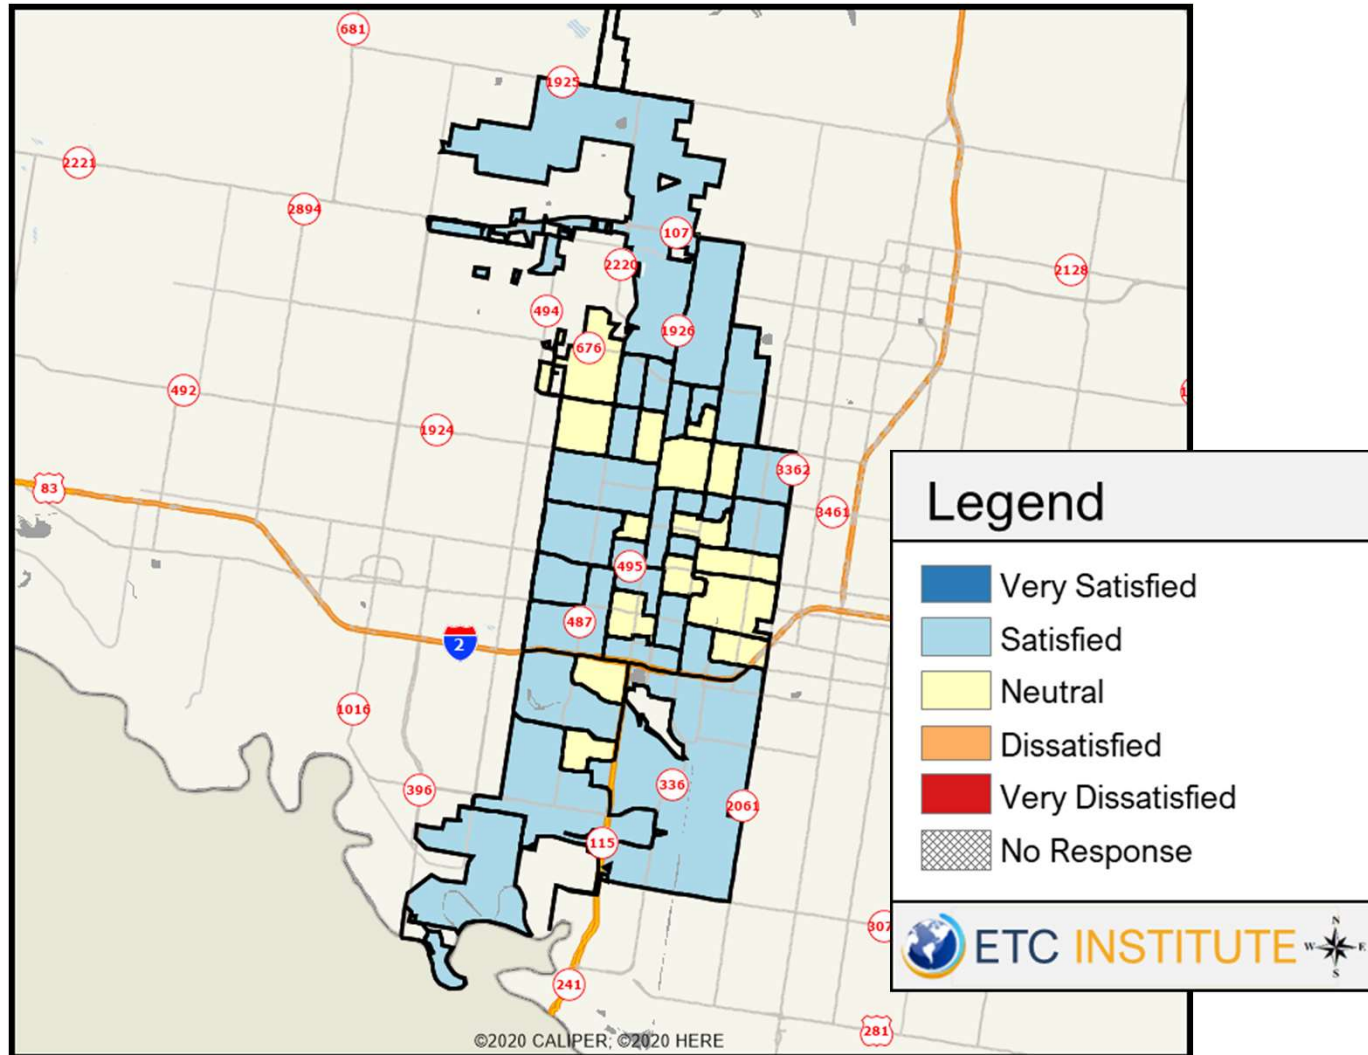 681
1925
2221
2894
107
2220
2128
494
1926
676
492
1924
3362
83
3461
495
487
2
1016
336
396
2061
115
307
241
281
©2020 CALIPER; ©2020 HERE
Legend
Very Satisfied
Satisfied
Neutral
Dissatisfied
Very Dissatisfied
No Response
ETC INSTITUTE
N
W E
S